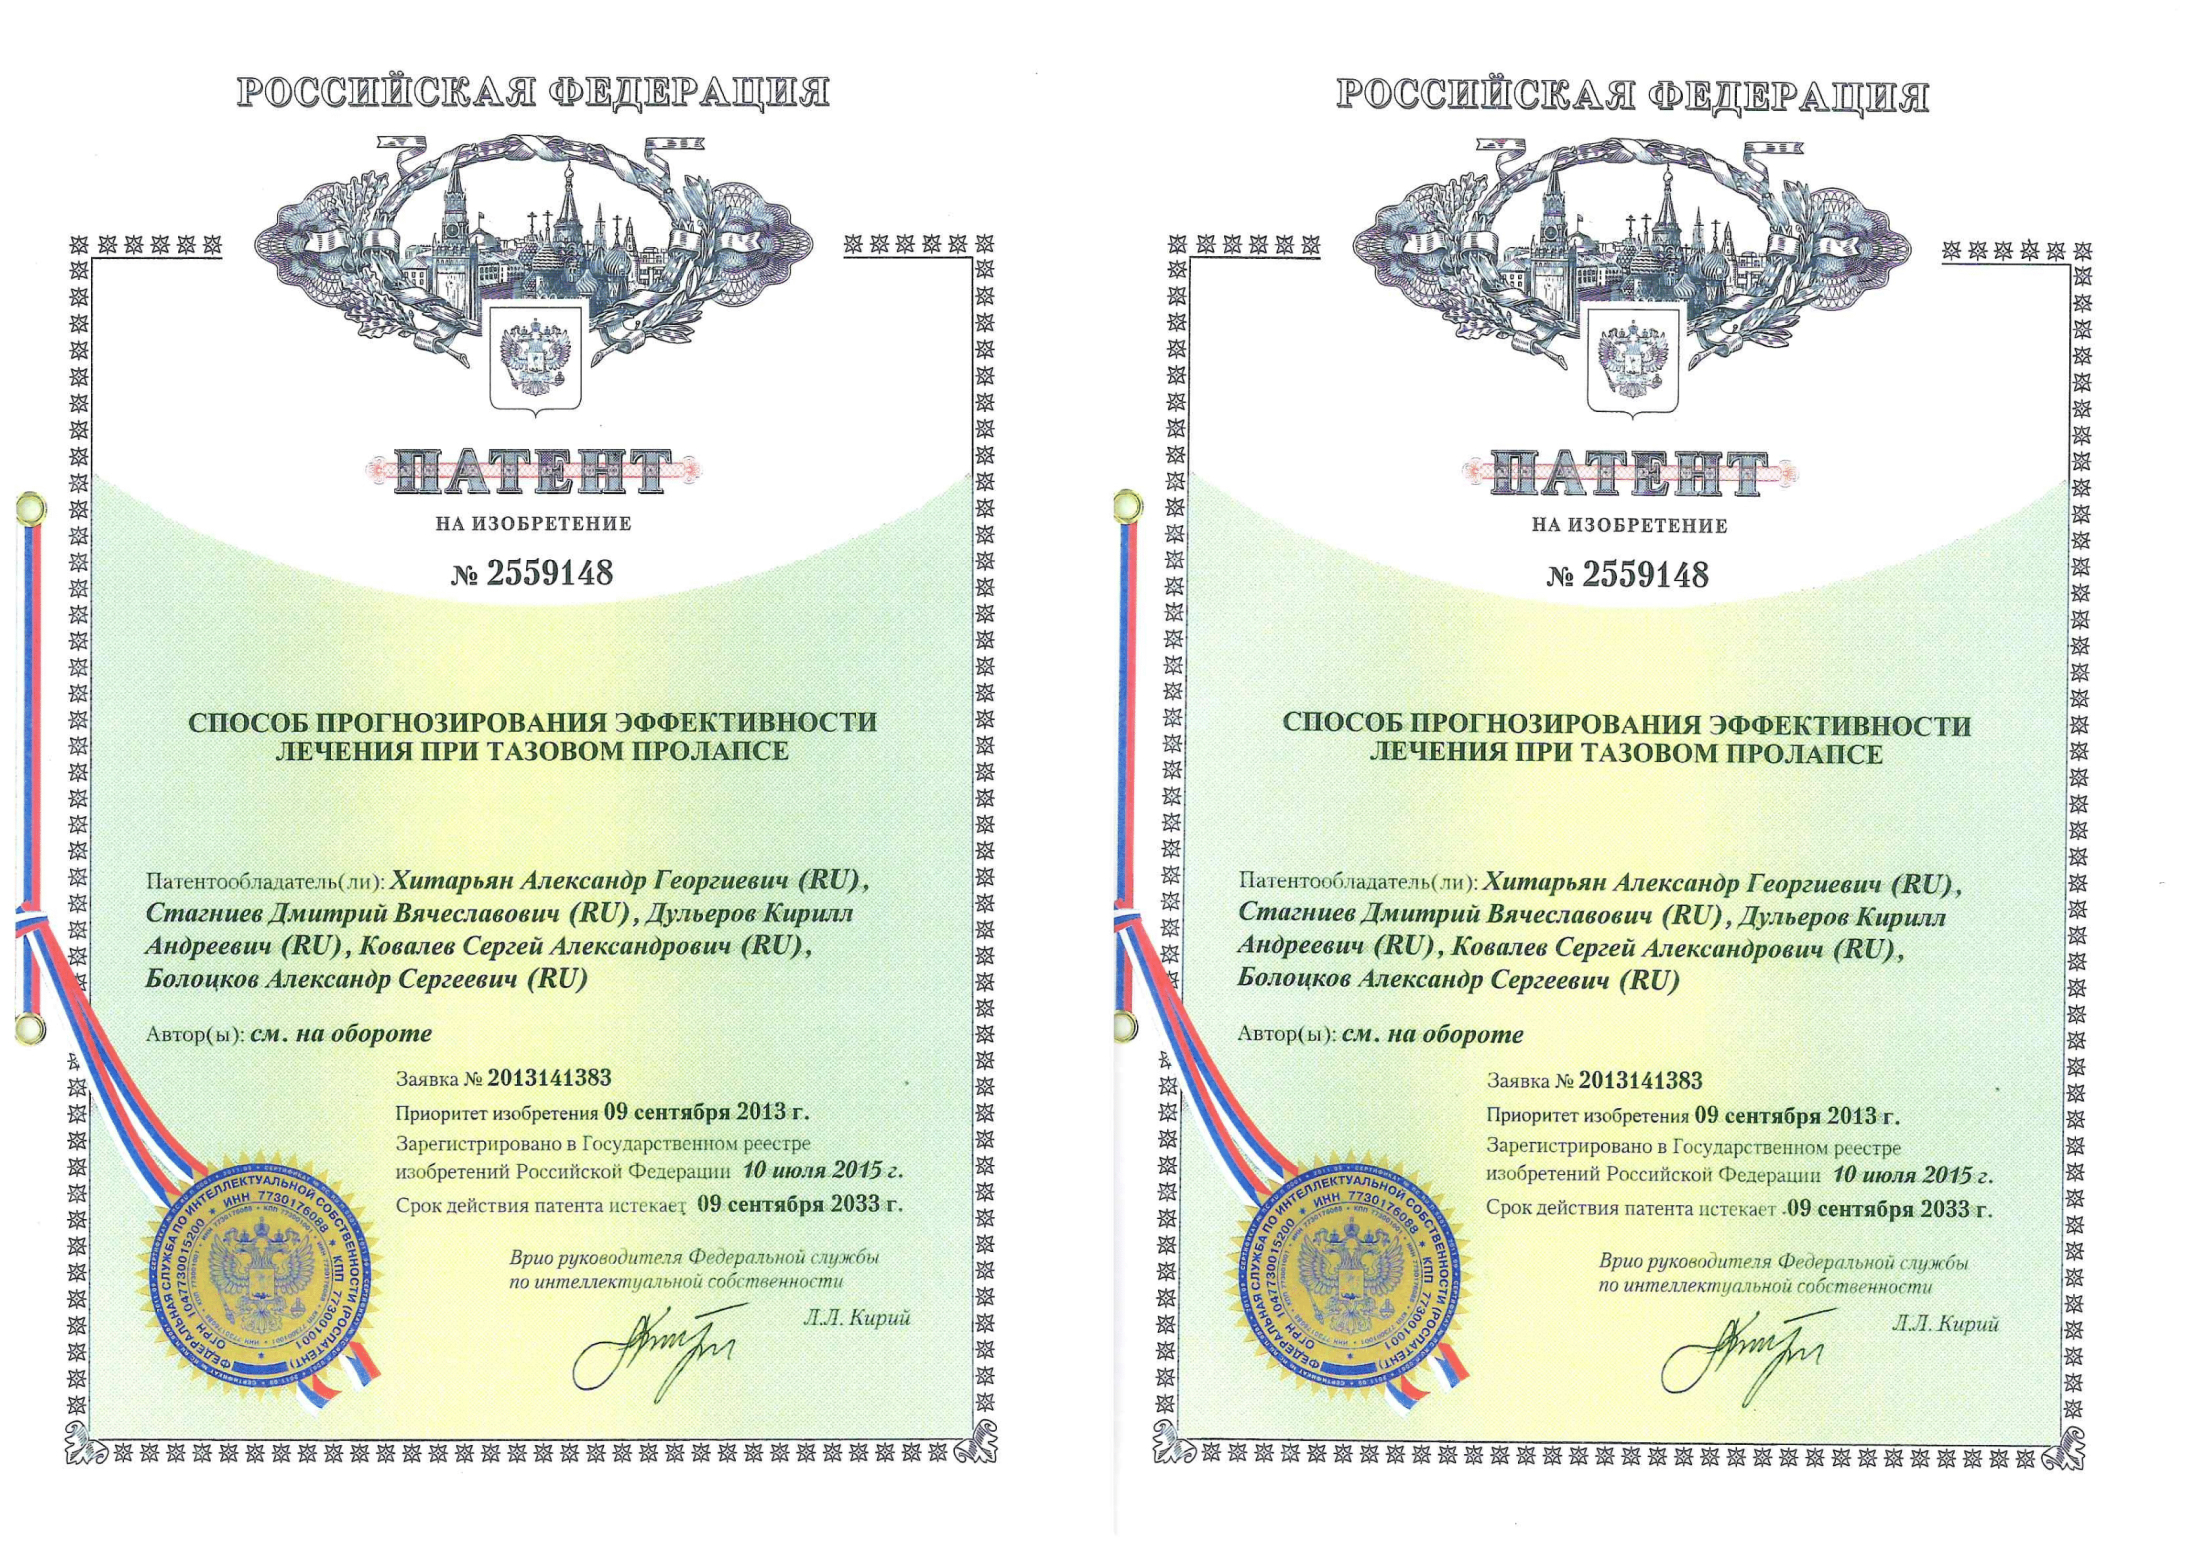 РОССИЙСКАЯ ФЕДЕРАЦИЯ
ПАТЕНТ
НА ИЗОБРЕТЕНИЕ
№ 2559148
СПОСОБ ПРОГНОЗИРОВАНИЯ ЭФФЕКТИВНОСТИ
ЛЕЧЕНИЯ ПРИ ТАЗОВОМ ПРОЛАПСЕ
Патентообладатель(ли): Хитарьян Александр Георгиевич (RU),
Стагниев Дмитрий Вячеславович (RU), Дульеров Кирилл
Андреевич (RU), Ковалев Сергей Александрович (RU),
Болоцков Александр Сергеевич (RU)
Автор(ы): см. на обороте
Заявка № 2013141383
Приоритет изобретения 09 сентября 2013 г.
Зарегистрировано в Государственном реестре
изобретений Российской Федерации 10 июля 2015 г.
Срок действия патента истекает 09 сентября 2033 г.
Врио руководителя Федеральной службы
по интеллектуальной собственности
Л.Л. Кирий
ФЕДЕРАЛЬНАЯ СЛУЖБА ПО ИНТЕЛЛЕКТУАЛЬНОЙ СОБСТВЕННОСТИ (РОСПАТЕНТ)
ОГРН 1047730015200 * ИНН 7730176088 * КПП 773001001
РОССИЙСКАЯ ФЕДЕРАЦИЯ
ПАТЕНТ
НА ИЗОБРЕТЕНИЕ
№ 2559148
СПОСОБ ПРОГНОЗИРОВАНИЯ ЭФФЕКТИВНОСТИ
ЛЕЧЕНИЯ ПРИ ТАЗОВОМ ПРОЛАПСЕ
Патентообладатель(ли): Хитарьян Александр Георгиевич (RU),
Стагниев Дмитрий Вячеславович (RU), Дульеров Кирилл
Андреевич (RU), Ковалев Сергей Александрович (RU),
Болоцков Александр Сергеевич (RU)
Автор(ы): см. на обороте
Заявка № 2013141383
Приоритет изобретения 09 сентября 2013 г.
Зарегистрировано в Государственном реестре
изобретений Российской Федерации 10 июля 2015 г.
Срок действия патента истекает 09 сентября 2033 г.
Врио руководителя Федеральной службы
по интеллектуальной собственности
Л.Л. Кирий
ФЕДЕРАЛЬНАЯ СЛУЖБА ПО ИНТЕЛЛЕКТУАЛЬНОЙ СОБСТВЕННОСТИ (РОСПАТЕНТ)
ОГРН 1047730015200 * ИНН 7730176088 * КПП 773001001